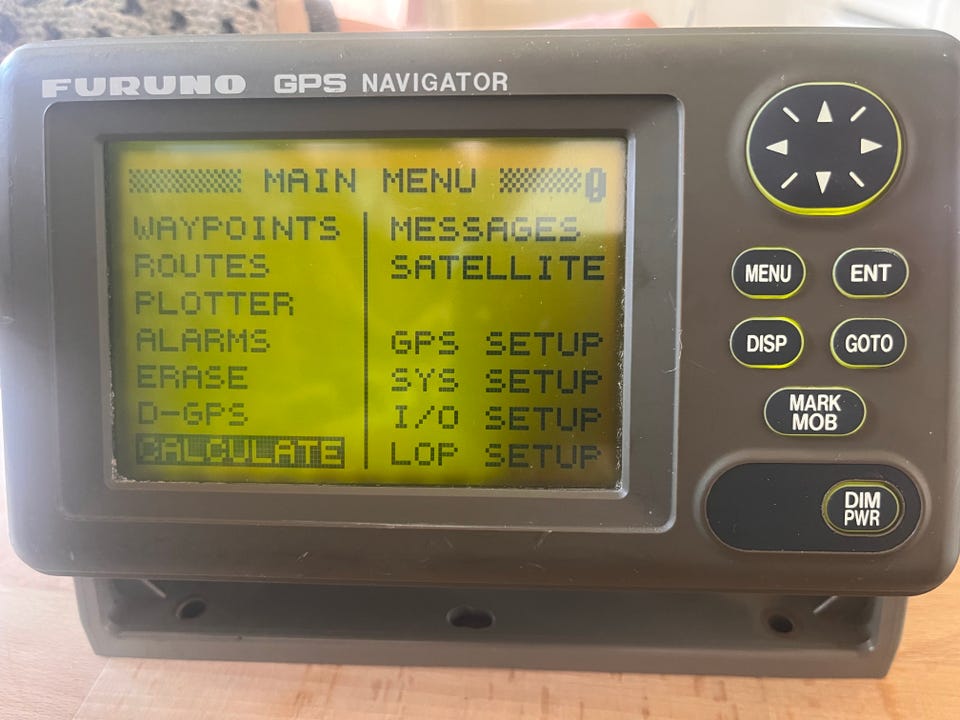 FURUNO GPS NAVIGATOR
MAIN MENU
WAYPOINTS
ROUTES
PLOTTER
ALARMS
ERASE
D-GPS
CALCULATE
MESSAGES
SATELLITE
GPS SETUP
SYS SETUP
I/O SETUP
LOP SETUP
MENU
ENT
DISP
GOTO
MARK
MOB
DIM
PWR